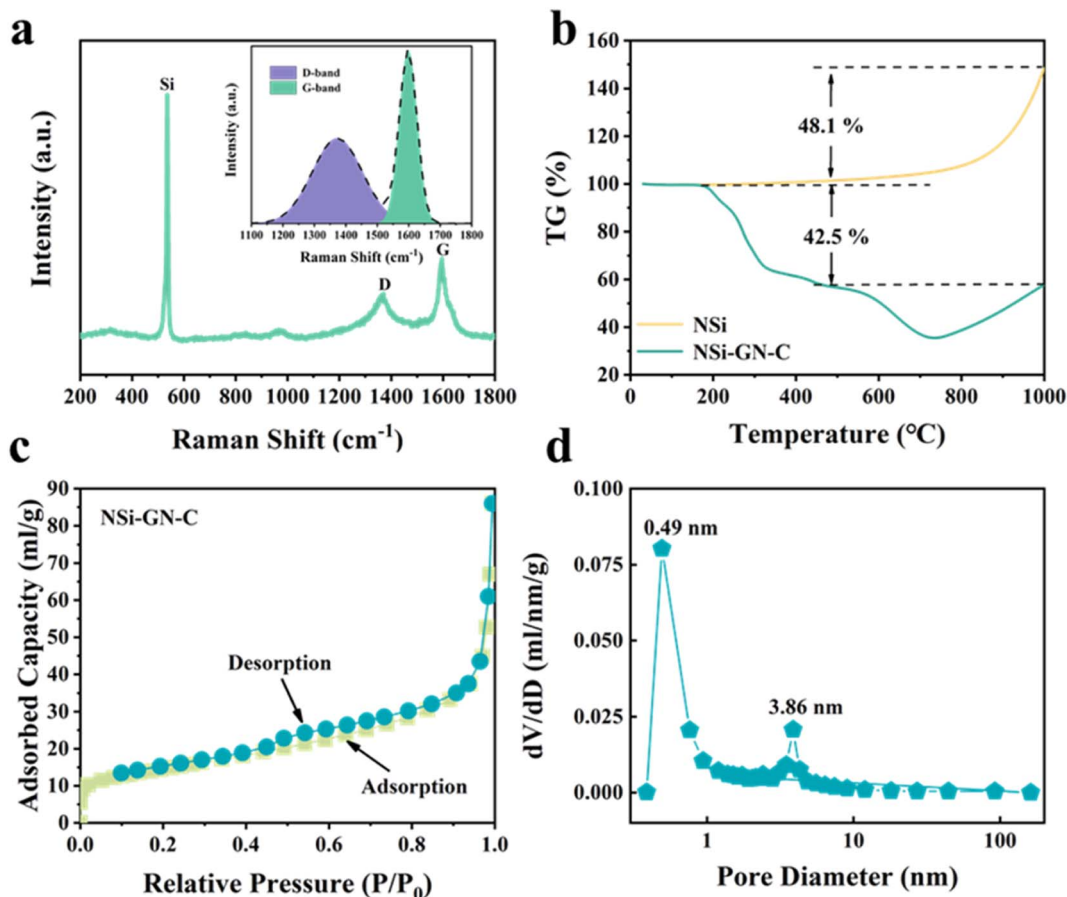 a
Intensity (a.u.)
Si
D
G
200 400 600 800 1000 1200 1400 1600 1800
Raman Shift (cm-1)
D-band
G-band
Intensity (a.u.)
1100 1200 1300 1400 1500 1600 1700 1800
Raman Shift (cm-1)
b
TG (%)
160
140
120
100
80
60
40
20
48.1 %
42.5 %
NSi
NSi-GN-C
0 200 400 600 800 1000
Temperature (°C)
c
Adsorbed Capacity (ml/g)
90
80
70
60
50
40
30
20
10
0
NSi-GN-C
Desorption
Adsorption
0.0 0.2 0.4 0.6 0.8 1.0
Relative Pressure (P/P0)
d
dV/dD (ml/nm/g)
0.100
0.075
0.050
0.025
0.000
0.49 nm
3.86 nm
1 10 100
Pore Diameter (nm)